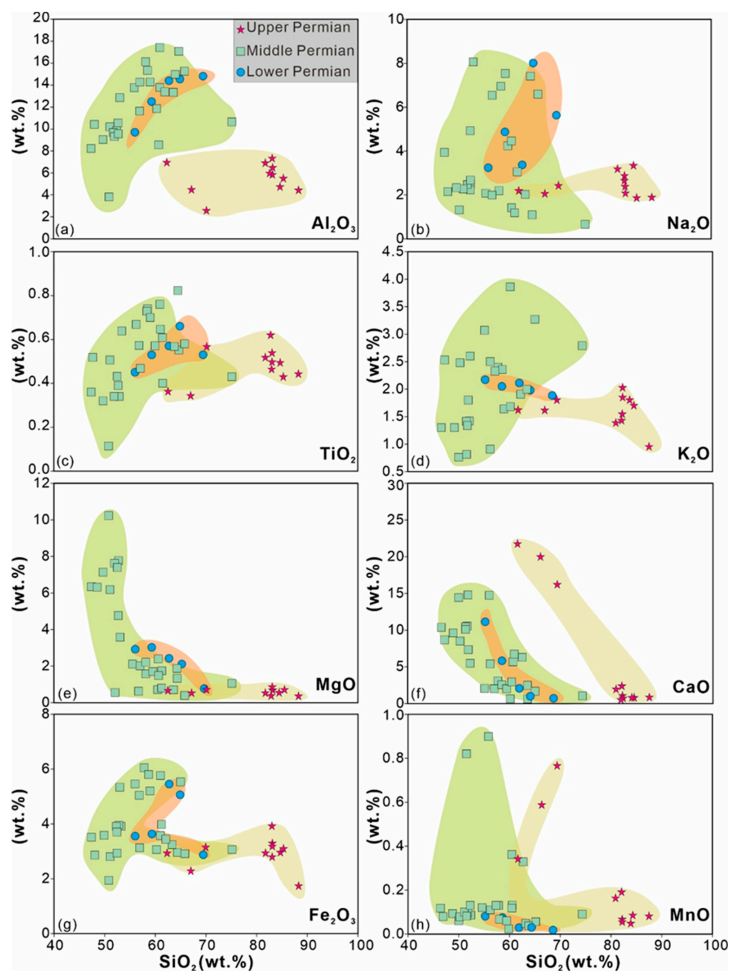 Upper Permian
Middle Permian
Lower Permian
(wt.%)
20
18
16
14
12
10
8
6
4
2
0
(a)
Al₂O₃
(wt.%)
10
8
6
4
2
0
(b)
Na₂O
(wt.%)
1.0
0.8
0.6
0.4
0.2
0.0
(c)
TiO₂
(wt.%)
4.5
4.0
3.5
3.0
2.5
2.0
1.5
1.0
0.5
(d)
K₂O
(wt.%)
12
10
8
6
4
2
0
(e)
MgO
(wt.%)
30
25
20
15
10
5
0
(f)
CaO
(wt.%)
8
6
4
2
0
(g)
Fe₂O₃
40 50 60 70 80 90 100
SiO₂(wt.%)
(wt.%)
1.0
0.8
0.6
0.4
0.2
0.0
(h)
MnO
40 50 60 70 80 90 100
SiO₂(wt.%)